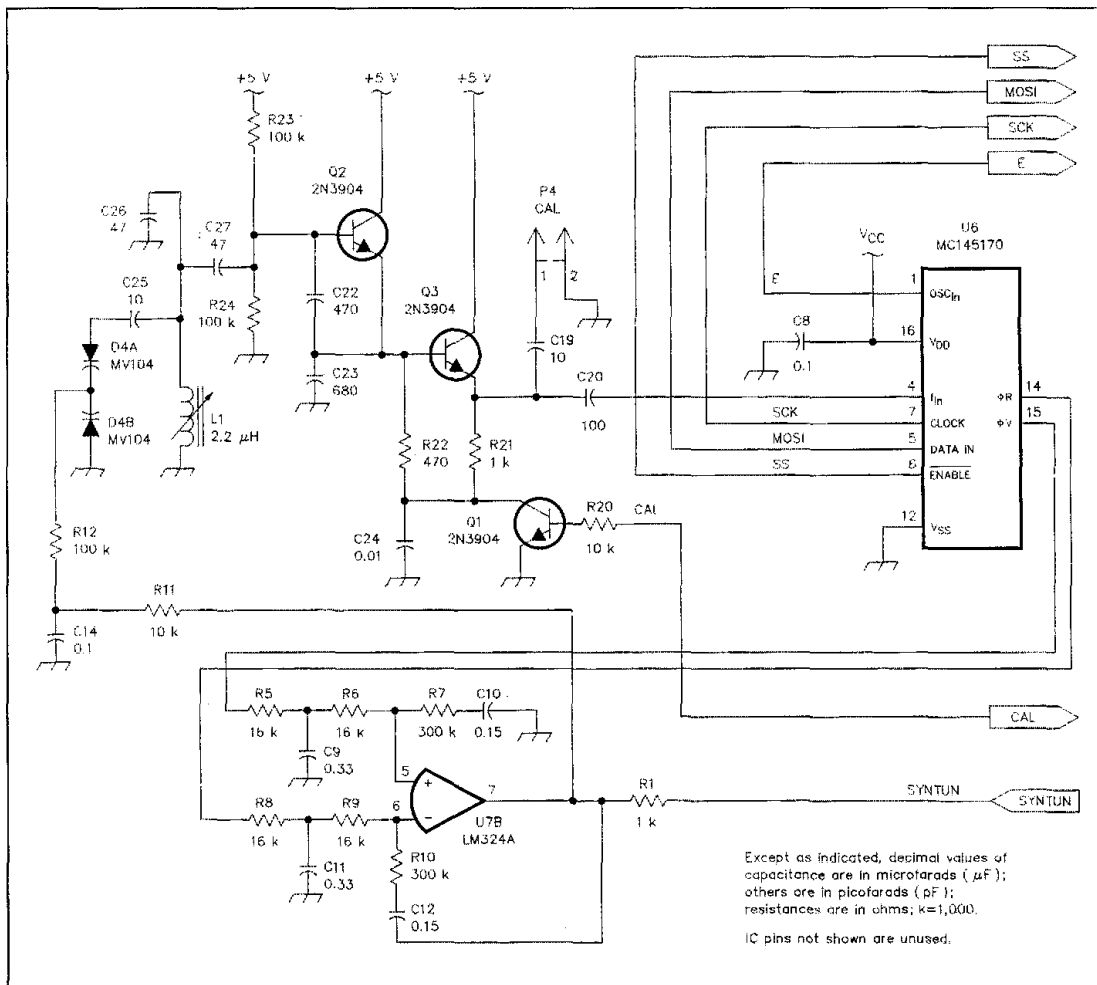 SS
MOSI
SCK
E
+5 V
+5 V
+5 V
R23
100 k
Q2
2N3904
P4
CAL
1
2
C26
47
C27
47
C25
10
R24
100 k
C22
470
Q3
2N3904
C19
10
C20
100
VCC
E
U6
MC145170
1
OSCIn
C8
0.1
16
VDD
4
fIn
14
ΦR
SCK
7
CLOCK
15
ΦV
MOSI
5
DATA IN
SS
6
ENABLE
12
VSS
D4A
MV104
D4B
MV104
L1
2.2 µH
C23
680
R22
470
R21
1 k
C24
0.01
Q1
2N3904
R20
10 k
CAL
R12
100 k
R11
10 k
C14
0.1
R5
16 k
R6
16 k
R7
300 k
C10
0.15
C9
0.33
5
+
6
−
7
U7B
LM324A
R8
16 k
R9
16 k
C11
0.33
R10
300 k
C12
0.15
R1
1 k
CAL
SYNTUN
SYNTUN
Except as indicated, decimal values of
capacitance are in microfarads ( µF);
others are in picofarads ( pF);
resistances are in ohms; k=1,000.
IC pins not shown are unused.